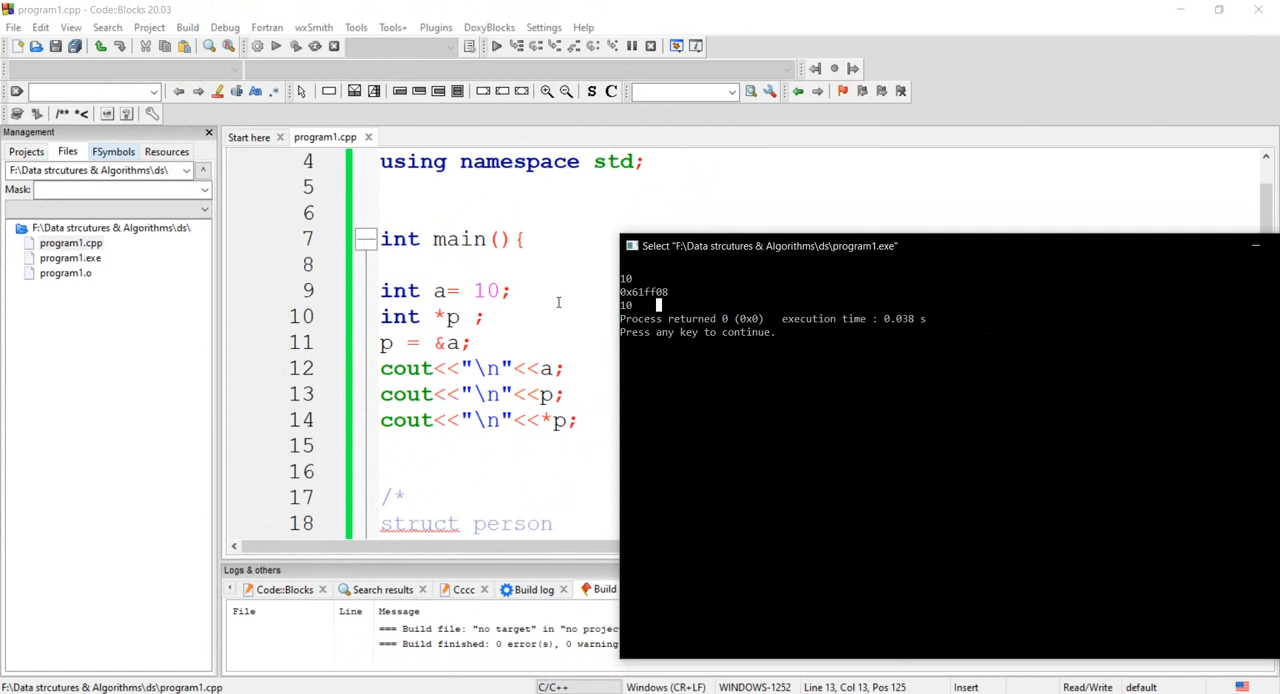 program1.cpp - Code::Blocks 20.03
File Edit View Search Project Build Debug Fortran wxSmith Tools Tools+ Plugins DoxyBlocks Settings Help
S C
/** *<
Management
Projects Files FSymbols Resources
F:\Data strcutures & Algorithms\ds\
Mask:
F:\Data strcutures & Algorithms\ds\
program1.cpp
program1.exe
program1.o
Start here program1.cpp
4 using namespace std;
5
6
7 int main(){
8
9 int a= 10;
10 int *p ;
11 p = &a;
12 cout<<"\n"<<a;
13 cout<<"\n"<<p;
14 cout<<"\n"<<*p;
15
16
17 /*
18 struct person
Select "F:\Data strcutures & Algorithms\ds\program1.exe"
10
0x61ff08
10
Process returned 0 (0x0) execution time : 0.038 s
Press any key to continue.
Logs & others
Code::Blocks Search results Cccc Build log Build
File Line Message
=== Build file: "no target" in "no projec
=== Build finished: 0 error(s), 0 warning
F:\Data strcutures & Algorithms\ds\program1.cpp C/C++ Windows (CR+LF) WINDOWS-1252 Line 13, Col 13, Pos 125 Insert Read/Write default